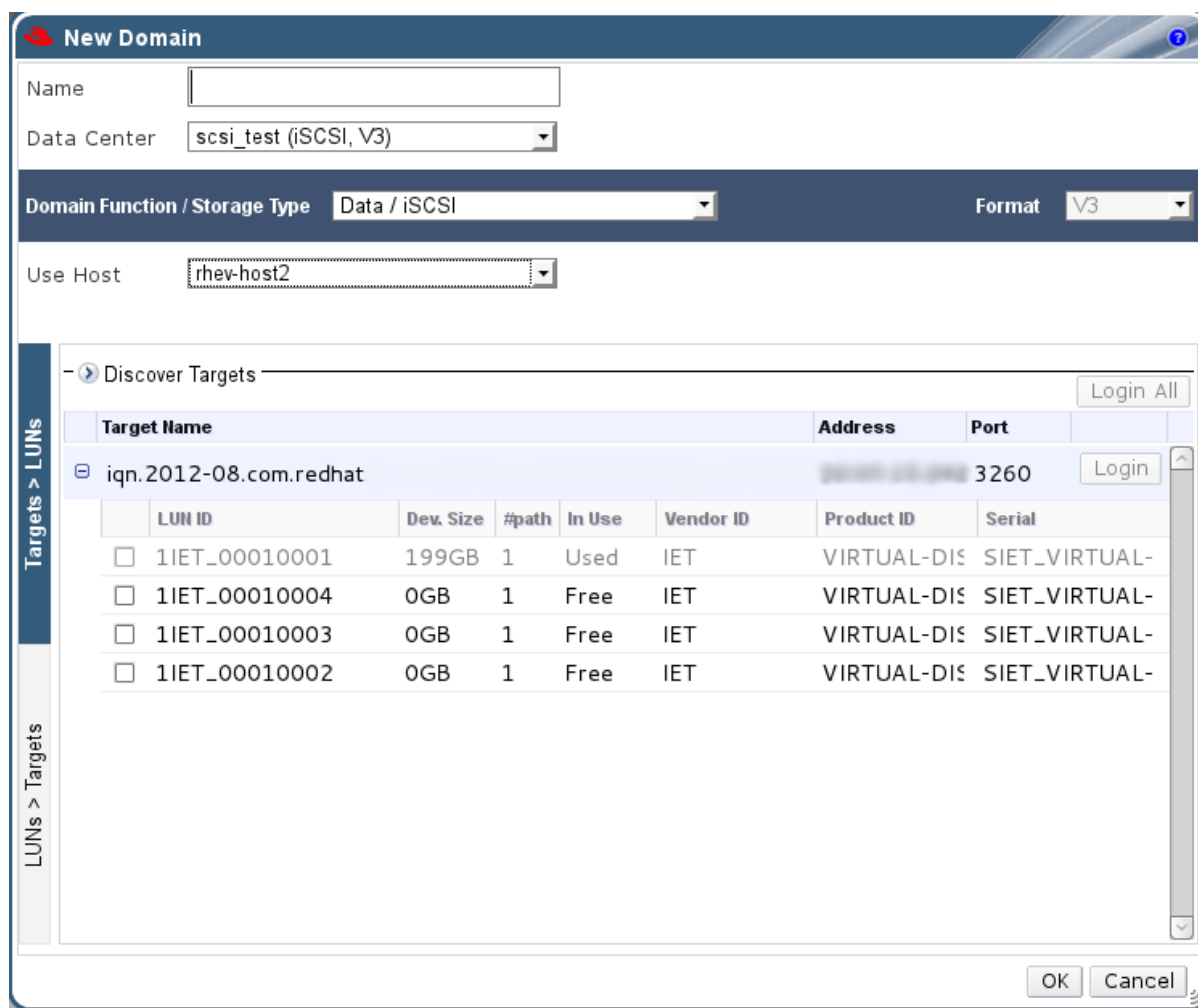 New Domain
?
Name
Data Center scsi_test (iSCSI, V3)
Domain Function / Storage Type Data / iSCSI Format V3
Use Host rhev-host2
Targets > LUNs
LUNs > Targets
Discover Targets
Login All
Target Name Address Port
iqn.2012-08.com.redhat 3260 Login
LUN ID Dev. Size #path In Use Vendor ID Product ID Serial
1IET_00010001 199GB 1 Used IET VIRTUAL-DIS SIET_VIRTUAL-
1IET_00010004 0GB 1 Free IET VIRTUAL-DIS SIET_VIRTUAL-
1IET_00010003 0GB 1 Free IET VIRTUAL-DIS SIET_VIRTUAL-
1IET_00010002 0GB 1 Free IET VIRTUAL-DIS SIET_VIRTUAL-
OK Cancel